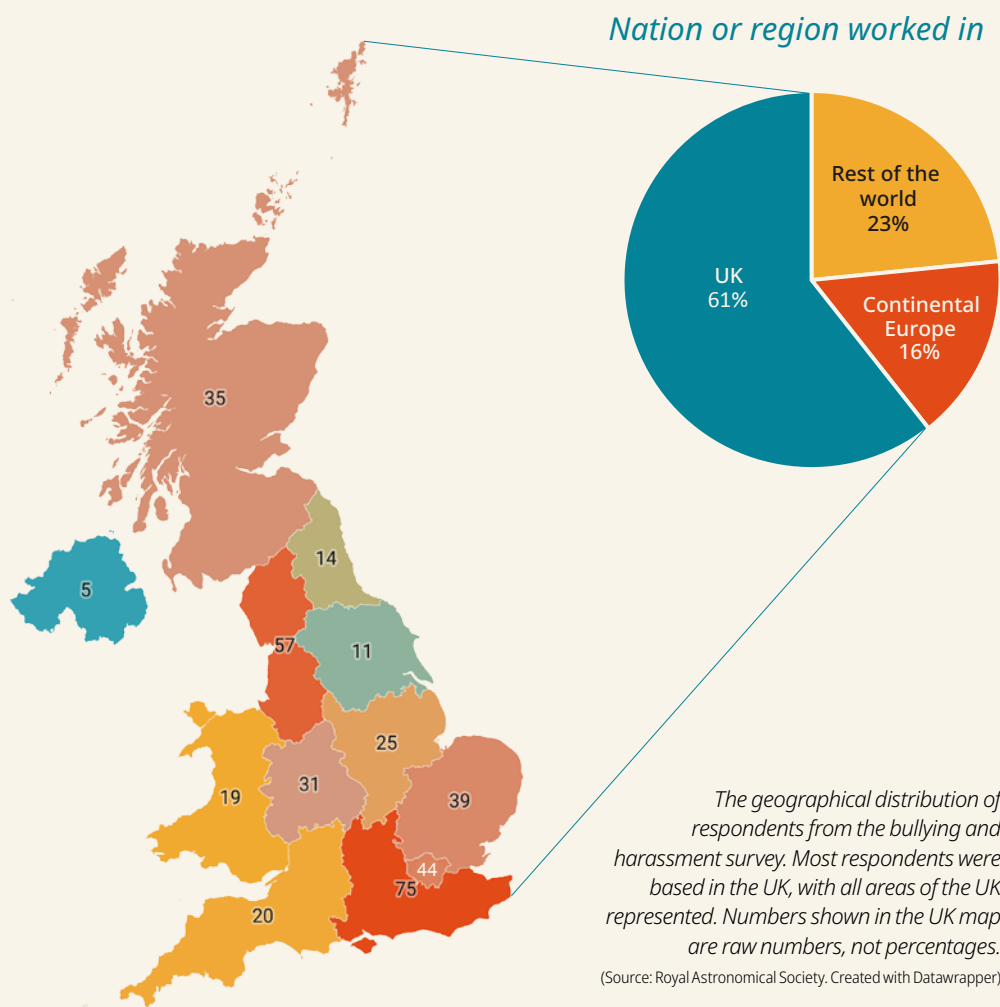 Nation or region worked in
Rest of the
world
23%
UK
61%
Continental
Europe
16%
35
14
5
57
11
25
31
19
39
44
75
20
The geographical distribution of
respondents from the bullying and
harassment survey. Most respondents were
based in the UK, with all areas of the UK
represented. Numbers shown in the UK map
are raw numbers, not percentages.
(Source: Royal Astronomical Society. Created with Datawrapper)